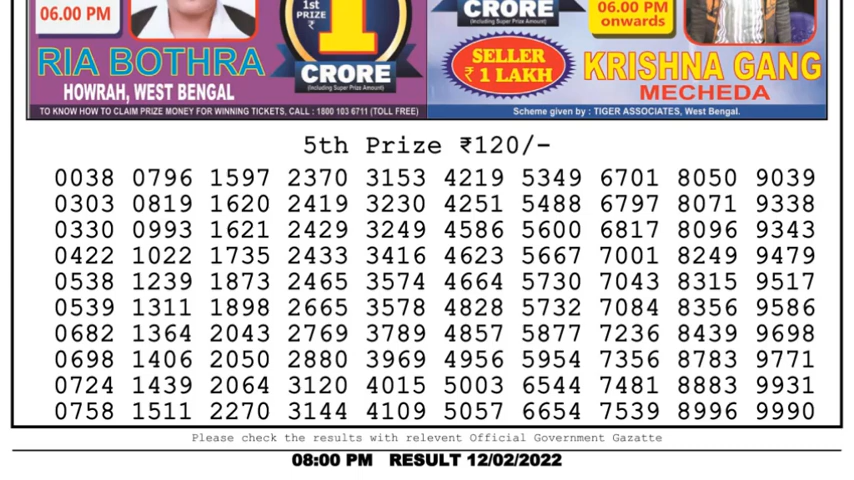 06.00 PM
1st
PRIZE
₹
1
CRORE
(Including Super Prize Amount)
RIA BOTHRA
HOWRAH, WEST BENGAL
TO KNOW HOW TO CLAIM PRIZE MONEY FOR WINNING TICKETS, CALL : 1800 103 6711 (TOLL FREE)
CRORE
(Including Super Prize Amount)
06.00 PM
onwards
SELLER
₹ 1 LAKH
KRISHNA GANG
MECHEDA
Scheme given by : TIGER ASSOCIATES, West Bengal.
5th Prize ₹120/-
0038 0796 1597 2370 3153 4219 5349 6701 8050 9039
0303 0819 1620 2419 3230 4251 5488 6797 8071 9338
0330 0993 1621 2429 3249 4586 5600 6817 8096 9343
0422 1022 1735 2433 3416 4623 5667 7001 8249 9479
0538 1239 1873 2465 3574 4664 5730 7043 8315 9517
0539 1311 1898 2665 3578 4828 5732 7084 8356 9586
0682 1364 2043 2769 3789 4857 5877 7236 8439 9698
0698 1406 2050 2880 3969 4956 5954 7356 8783 9771
0724 1439 2064 3120 4015 5003 6544 7481 8883 9931
0758 1511 2270 3144 4109 5057 6654 7539 8996 9990
Please check the results with relevent Official Government Gazatte
08:00 PM RESULT 12/02/2022